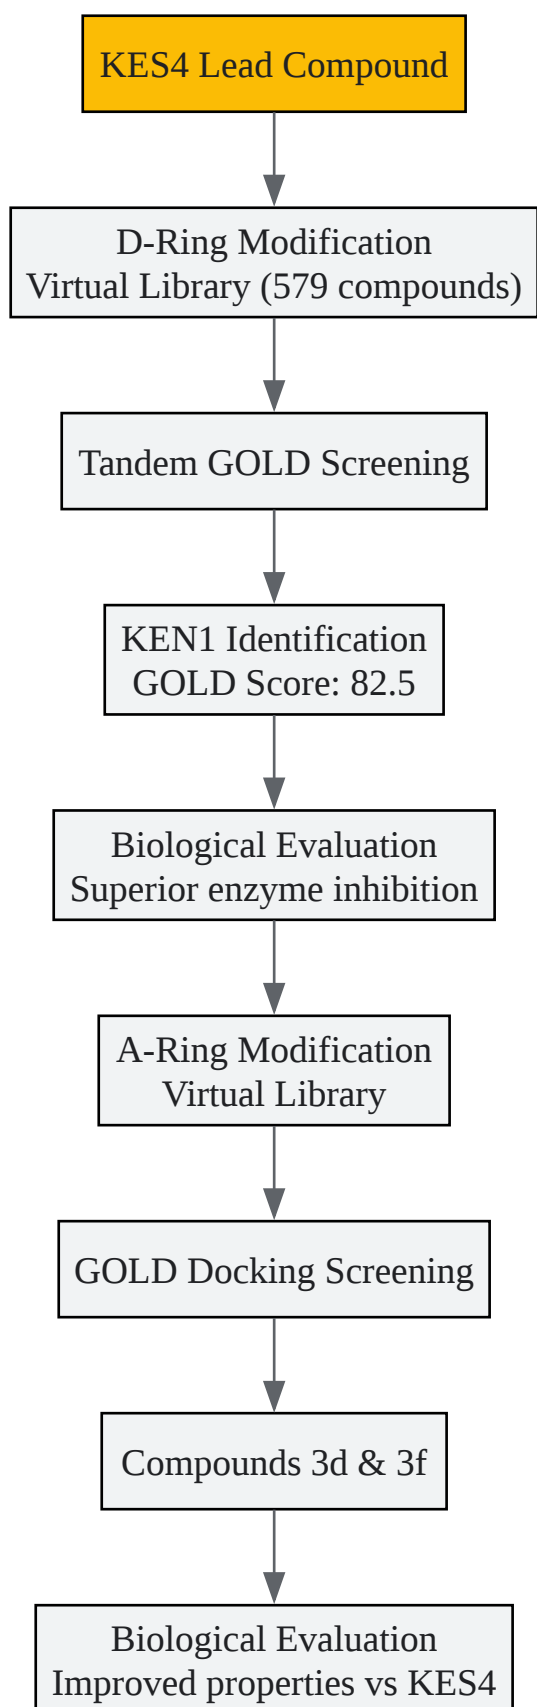 KES4 Lead Compound
D-Ring Modification
Virtual Library (579 compounds)
Tandem GOLD Screening
KEN1 Identification
GOLD Score: 82.5
Biological Evaluation
Superior enzyme inhibition
A-Ring Modification
Virtual Library
GOLD Docking Screening
Compounds 3d & 3f
Biological Evaluation
Improved properties vs KES4